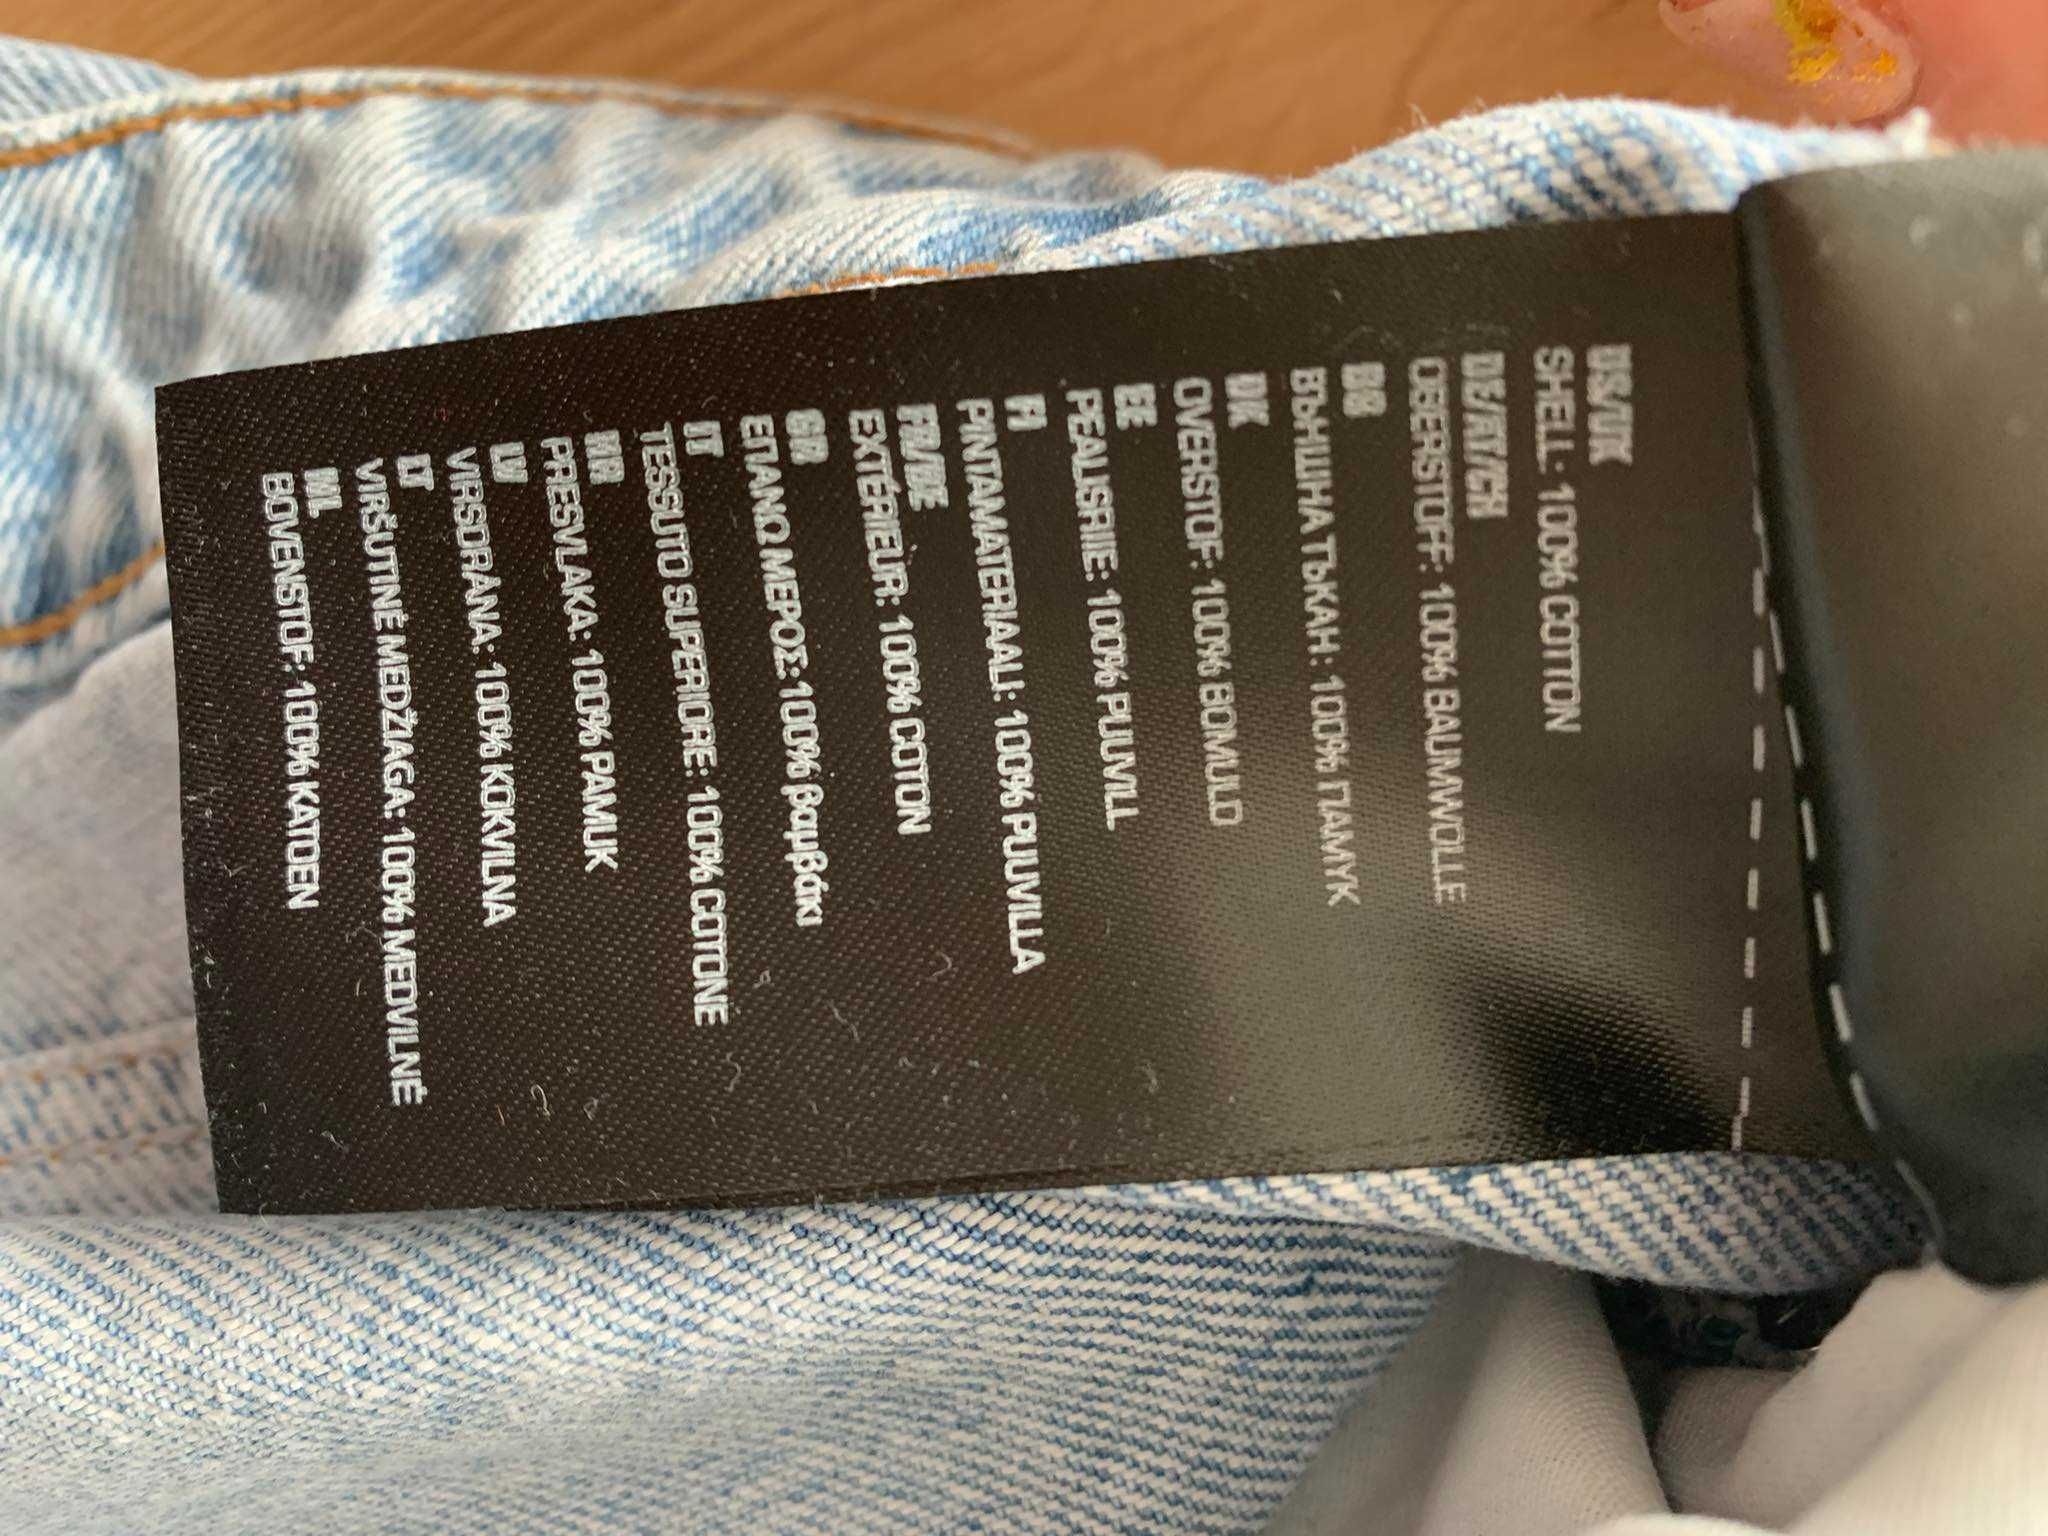 US/UK
SHELL: 100% COTTON
DE/AT/CH
OBERSTOFF: 100% BAUMWOLLE
BG
ВЪНШНА ТЪКАН: 100% ПАМУК
DK
OVERSTOF: 100% BOMULD
EE
PEALISRIIE: 100% PUUVILL
FI
PINTAMATERIAALI: 100% PUUVILLA
FR/BE
EXTÉRIEUR: 100% COTON
GR
ΕΠΑΝΩ ΜΕΡΟΣ: 100% βαμβάκι
IT
TESSUTO SUPERIORE: 100% COTONE
HR
PRESVLAKA: 100% PAMUK
LV
VIRSDRĀNA: 100% KOKVILNA
LT
VIRŠUTINĖ MEDŽIAGA: 100% MEDVILNĖ
NL
BOVENSTOF: 100% KATOEN